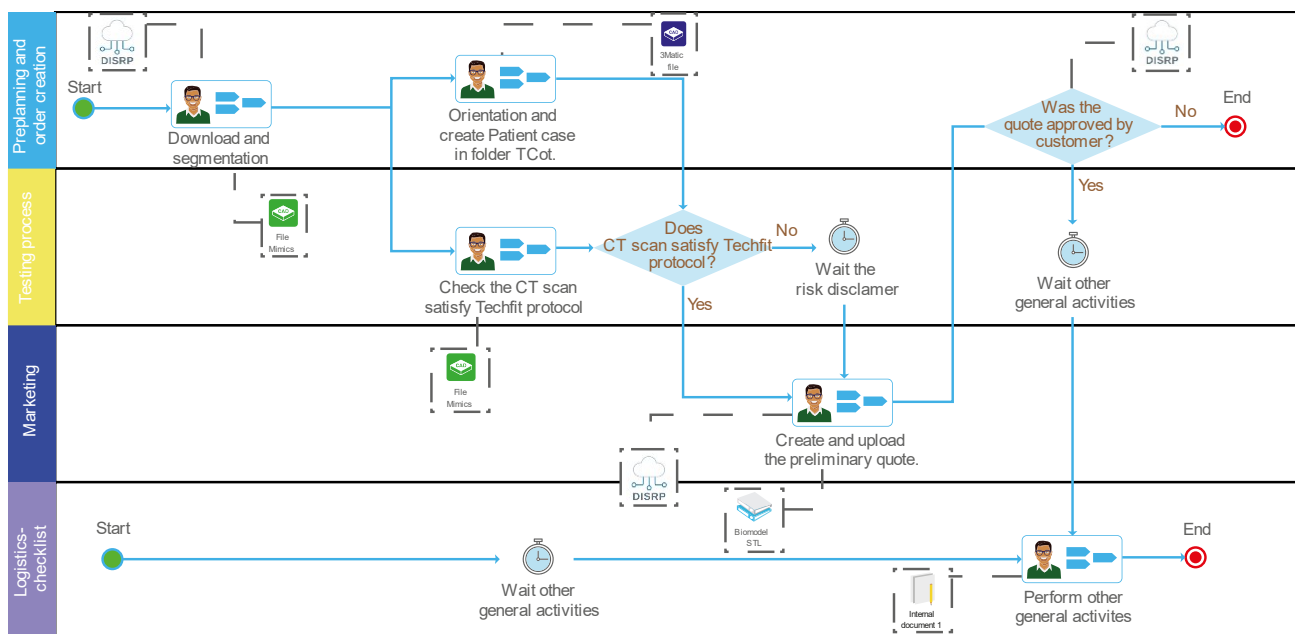 Preplanning and
order creation
Start
DISRP
Download and
segmentation
Orientation and
create Patient case
in folder TCot.
CAD
3Matic
file
DISRP
Was the
quote approved by
customer?
No
End
Yes
Testing process
CAD
File
Mimics
Check the CT scan
satisfy Techfit protocol
Does
CT scan satisfy Techfit
protocol?
No
Yes
Wait the
risk disclamer
Wait other
general activities
Marketing
CAD
File
Mimics
Create and upload
the preliminary quote.
DISRP
Logistics-
checklist
Start
Wait other
general activities
Biomodel
STL
Internal
document 1
Perform other
general activites
End